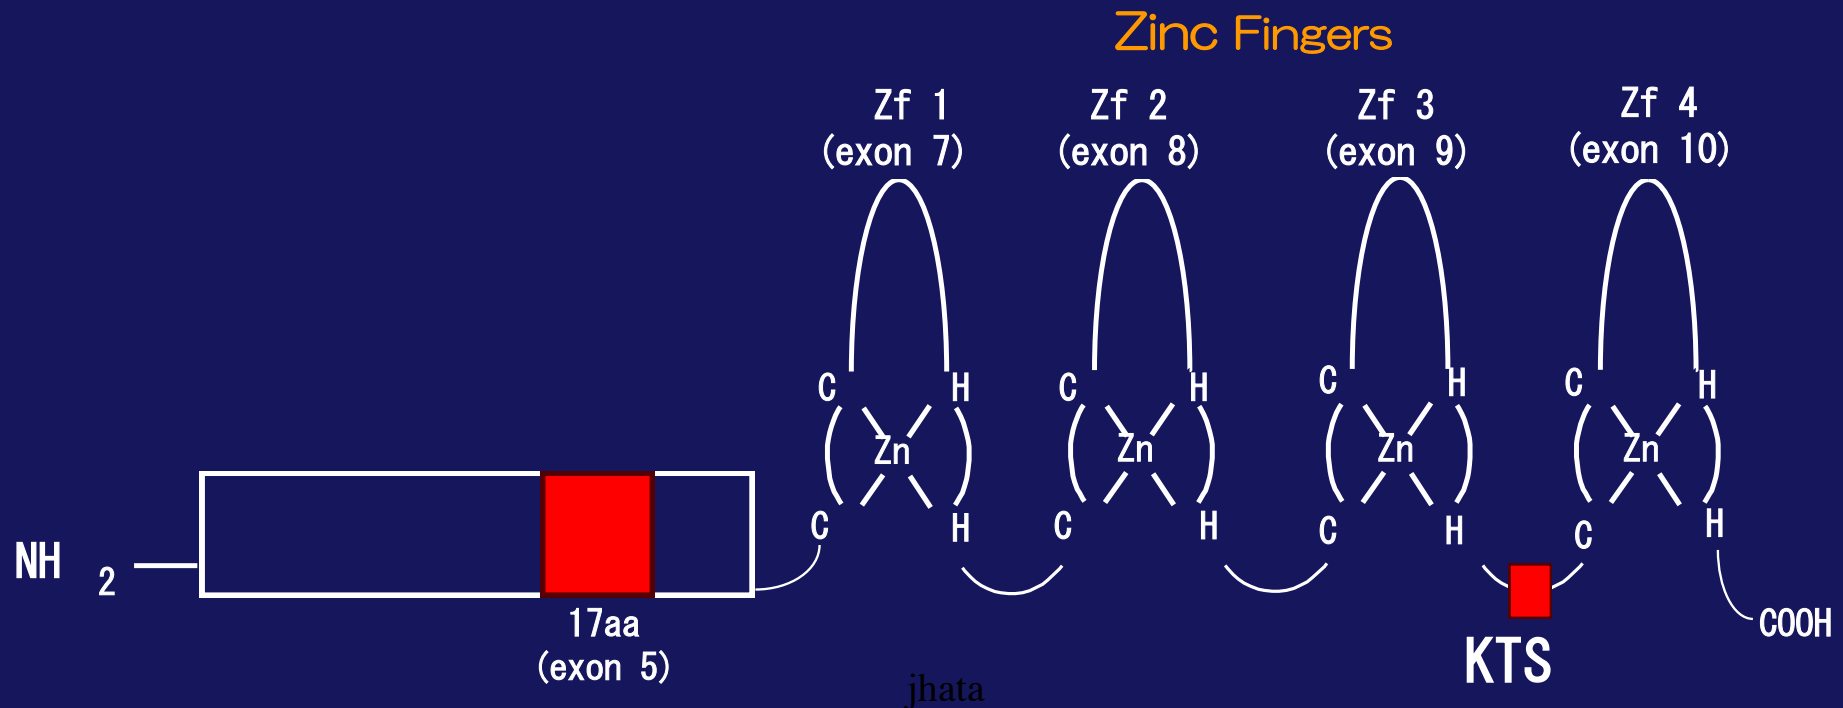 Zinc Fingers
Zf 1
(exon 7)
Zf 2
(exon 8)
Zf 3
(exon 9)
Zf 4
(exon 10)
C H
Zn
C H
C H
Zn
C H
C H
Zn
C H
C H
Zn
C H
NH 2
17aa
(exon 5)
KTS
COOH
jhata